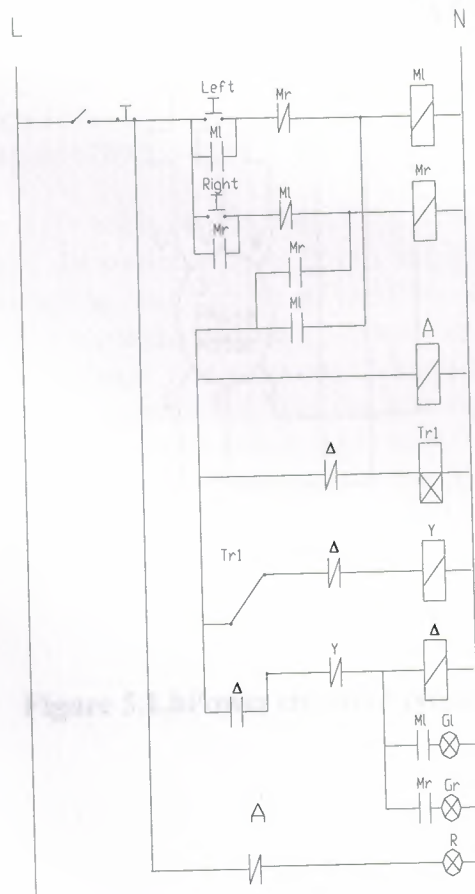 L N
Left Mr Ml
Ml
Right Ml Mr
Mr
Mr
Ml
A
Δ Tr1
Tr1 Δ Y
Δ Y Δ
Ml Gl
Mr Gr
A R